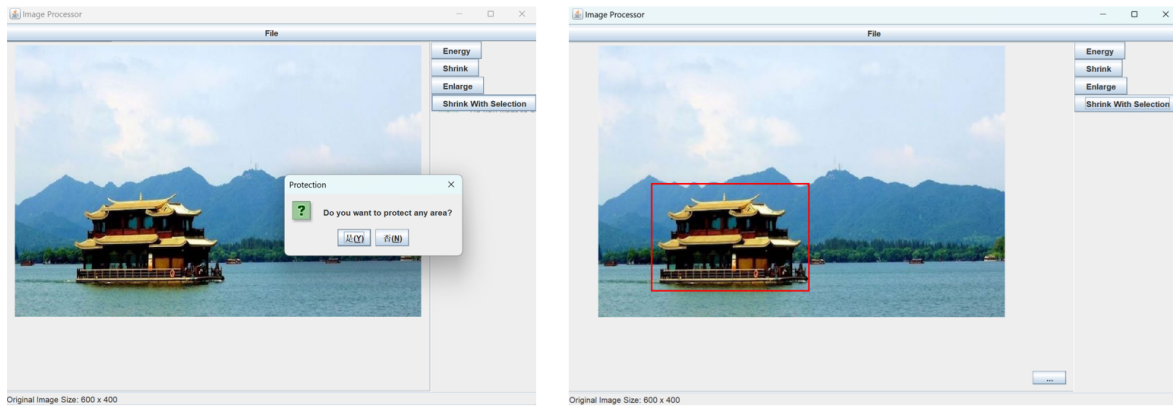 Image Processor
File
Energy
Shrink
Enlarge
Shrink With Selection
Protection
Do you want to protect any area?
是(Y) 否(N)
Original Image Size: 600 x 400
Image Processor
File
Energy
Shrink
Enlarge
Shrink With Selection
...
Original Image Size: 600 x 400